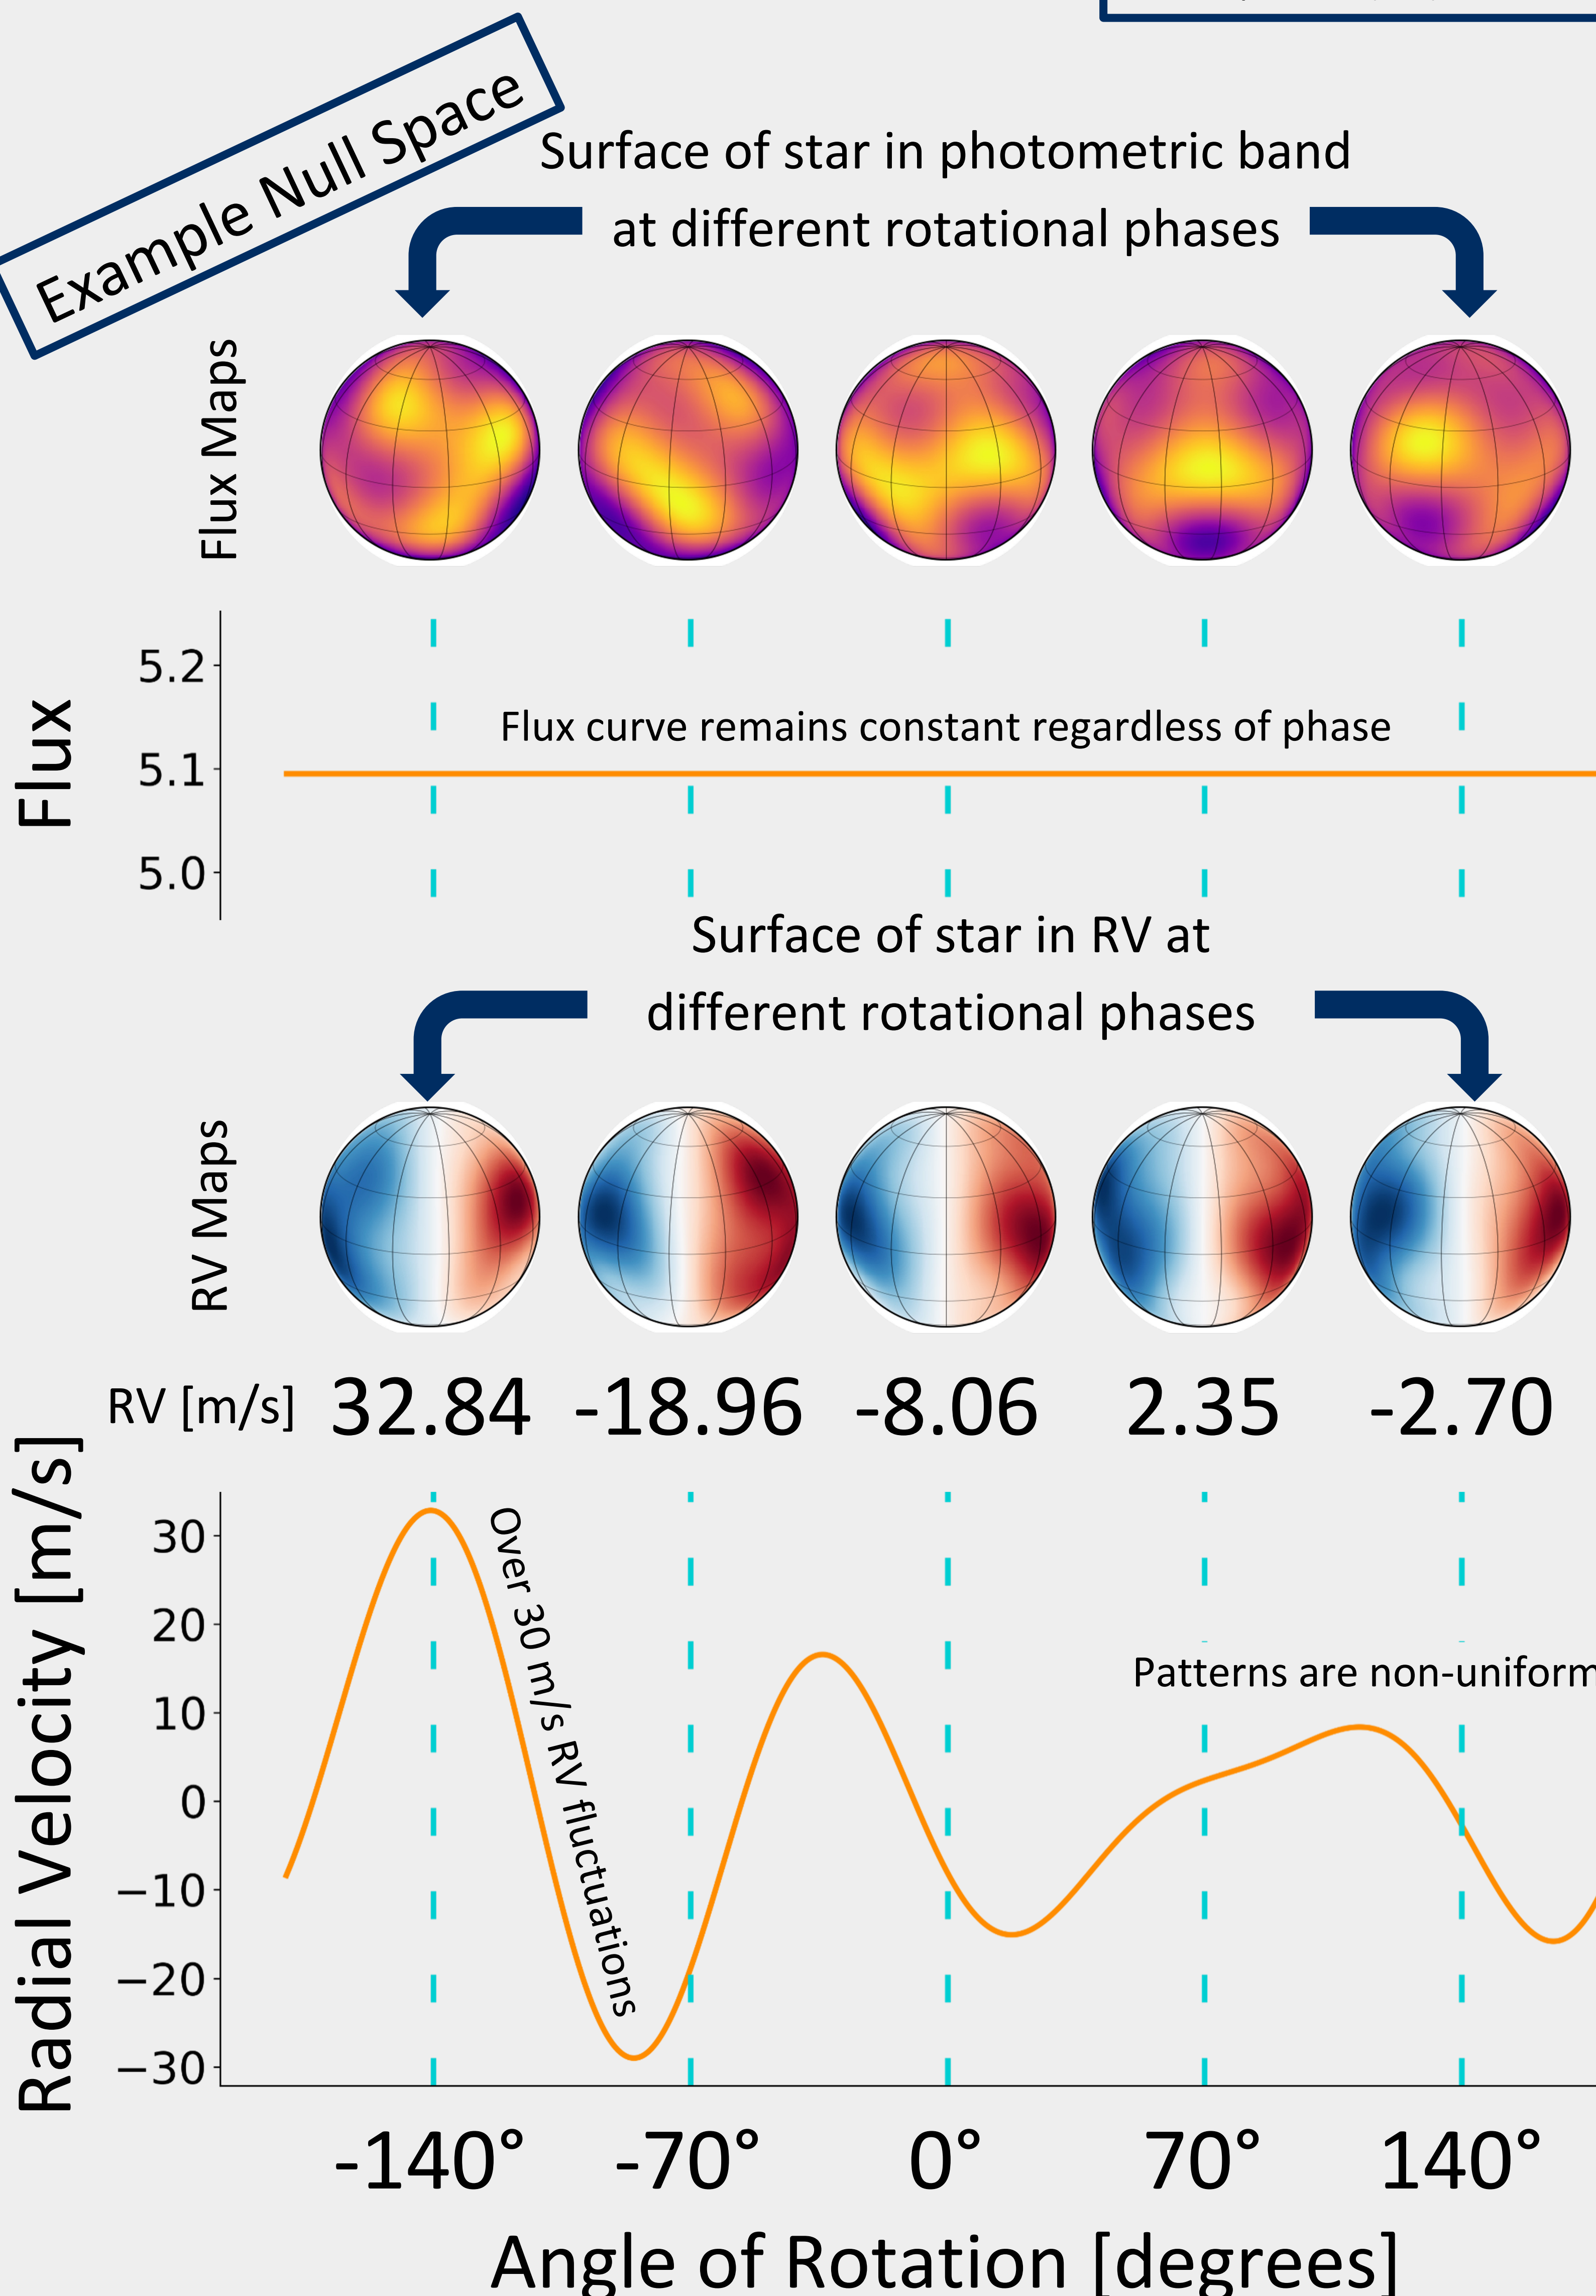 Example Null Space
Surface of star in photometric band
at different rotational phases
Flux Maps
Flux
5.2
5.1
5.0
Flux curve remains constant regardless of phase
Surface of star in RV at
different rotational phases
RV Maps
RV [m/s] 32.84 -18.96 -8.06 2.35 -2.70
Radial Velocity [m/s]
30
20
10
0
−10
−20
−30
Over 30 m/s RV fluctuations
Patterns are non-uniform
-140° -70° 0° 70° 140°
Angle of Rotation [degrees]